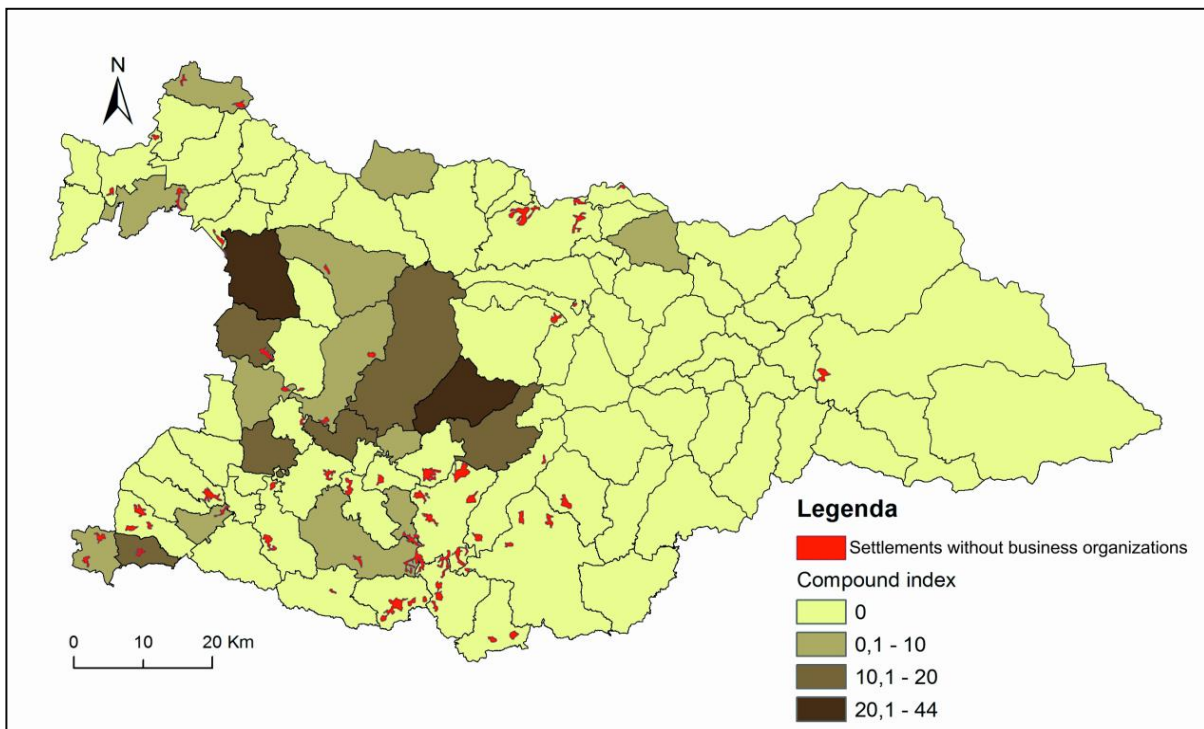 N
Legenda
Settlements without business organizations
Compound index
0
0,1 - 10
10,1 - 20
20,1 - 44
0 10 20 Km